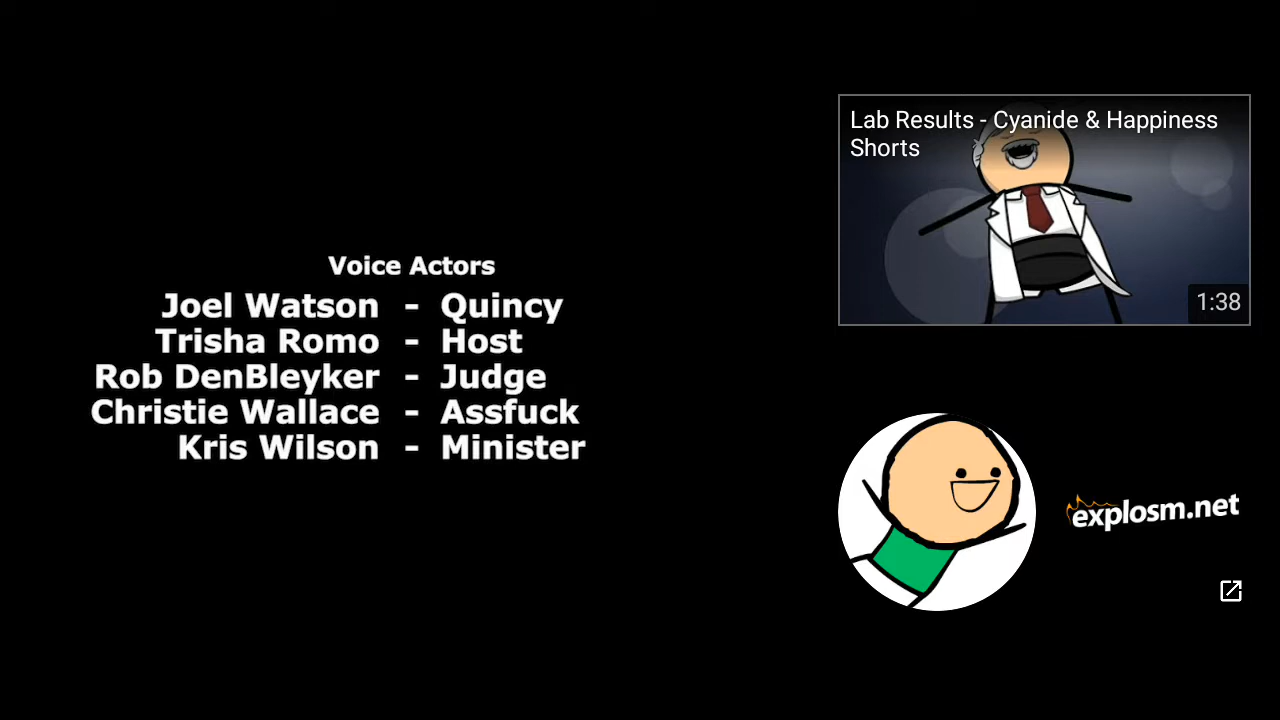 Voice Actors
Joel Watson - Quincy
Trisha Romo - Host
Rob DenBleyker - Judge
Christie Wallace - Assfuck
Kris Wilson - Minister
Lab Results - Cyanide & Happiness
Shorts
1:38
explosm.net